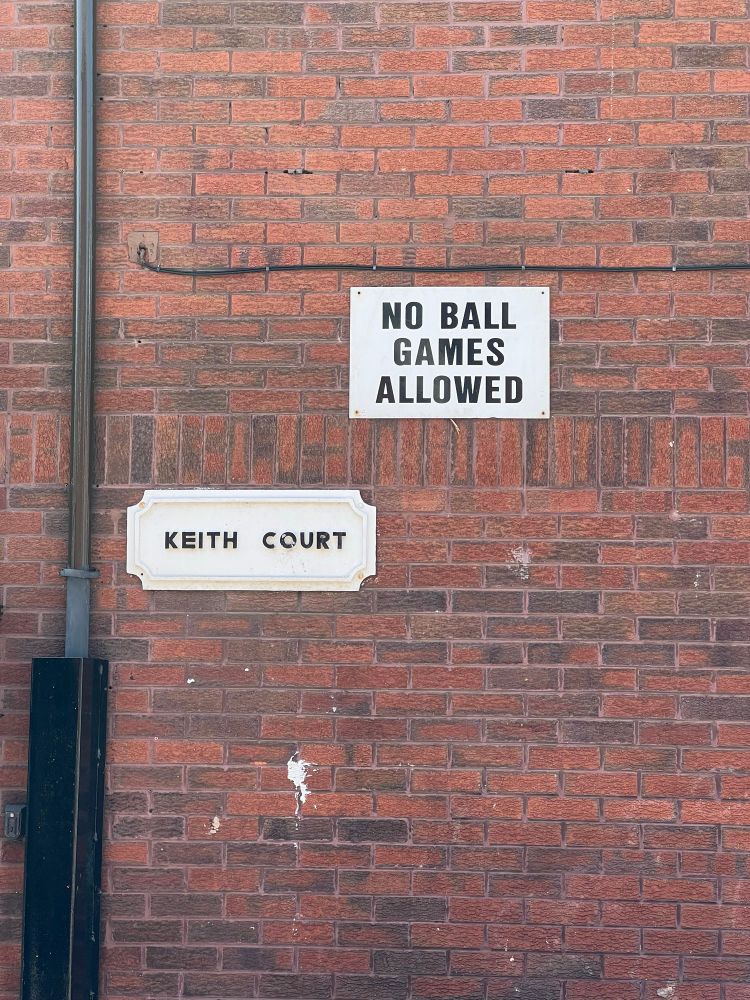 NO BALL
GAMES
ALLOWED
KEITH COURT